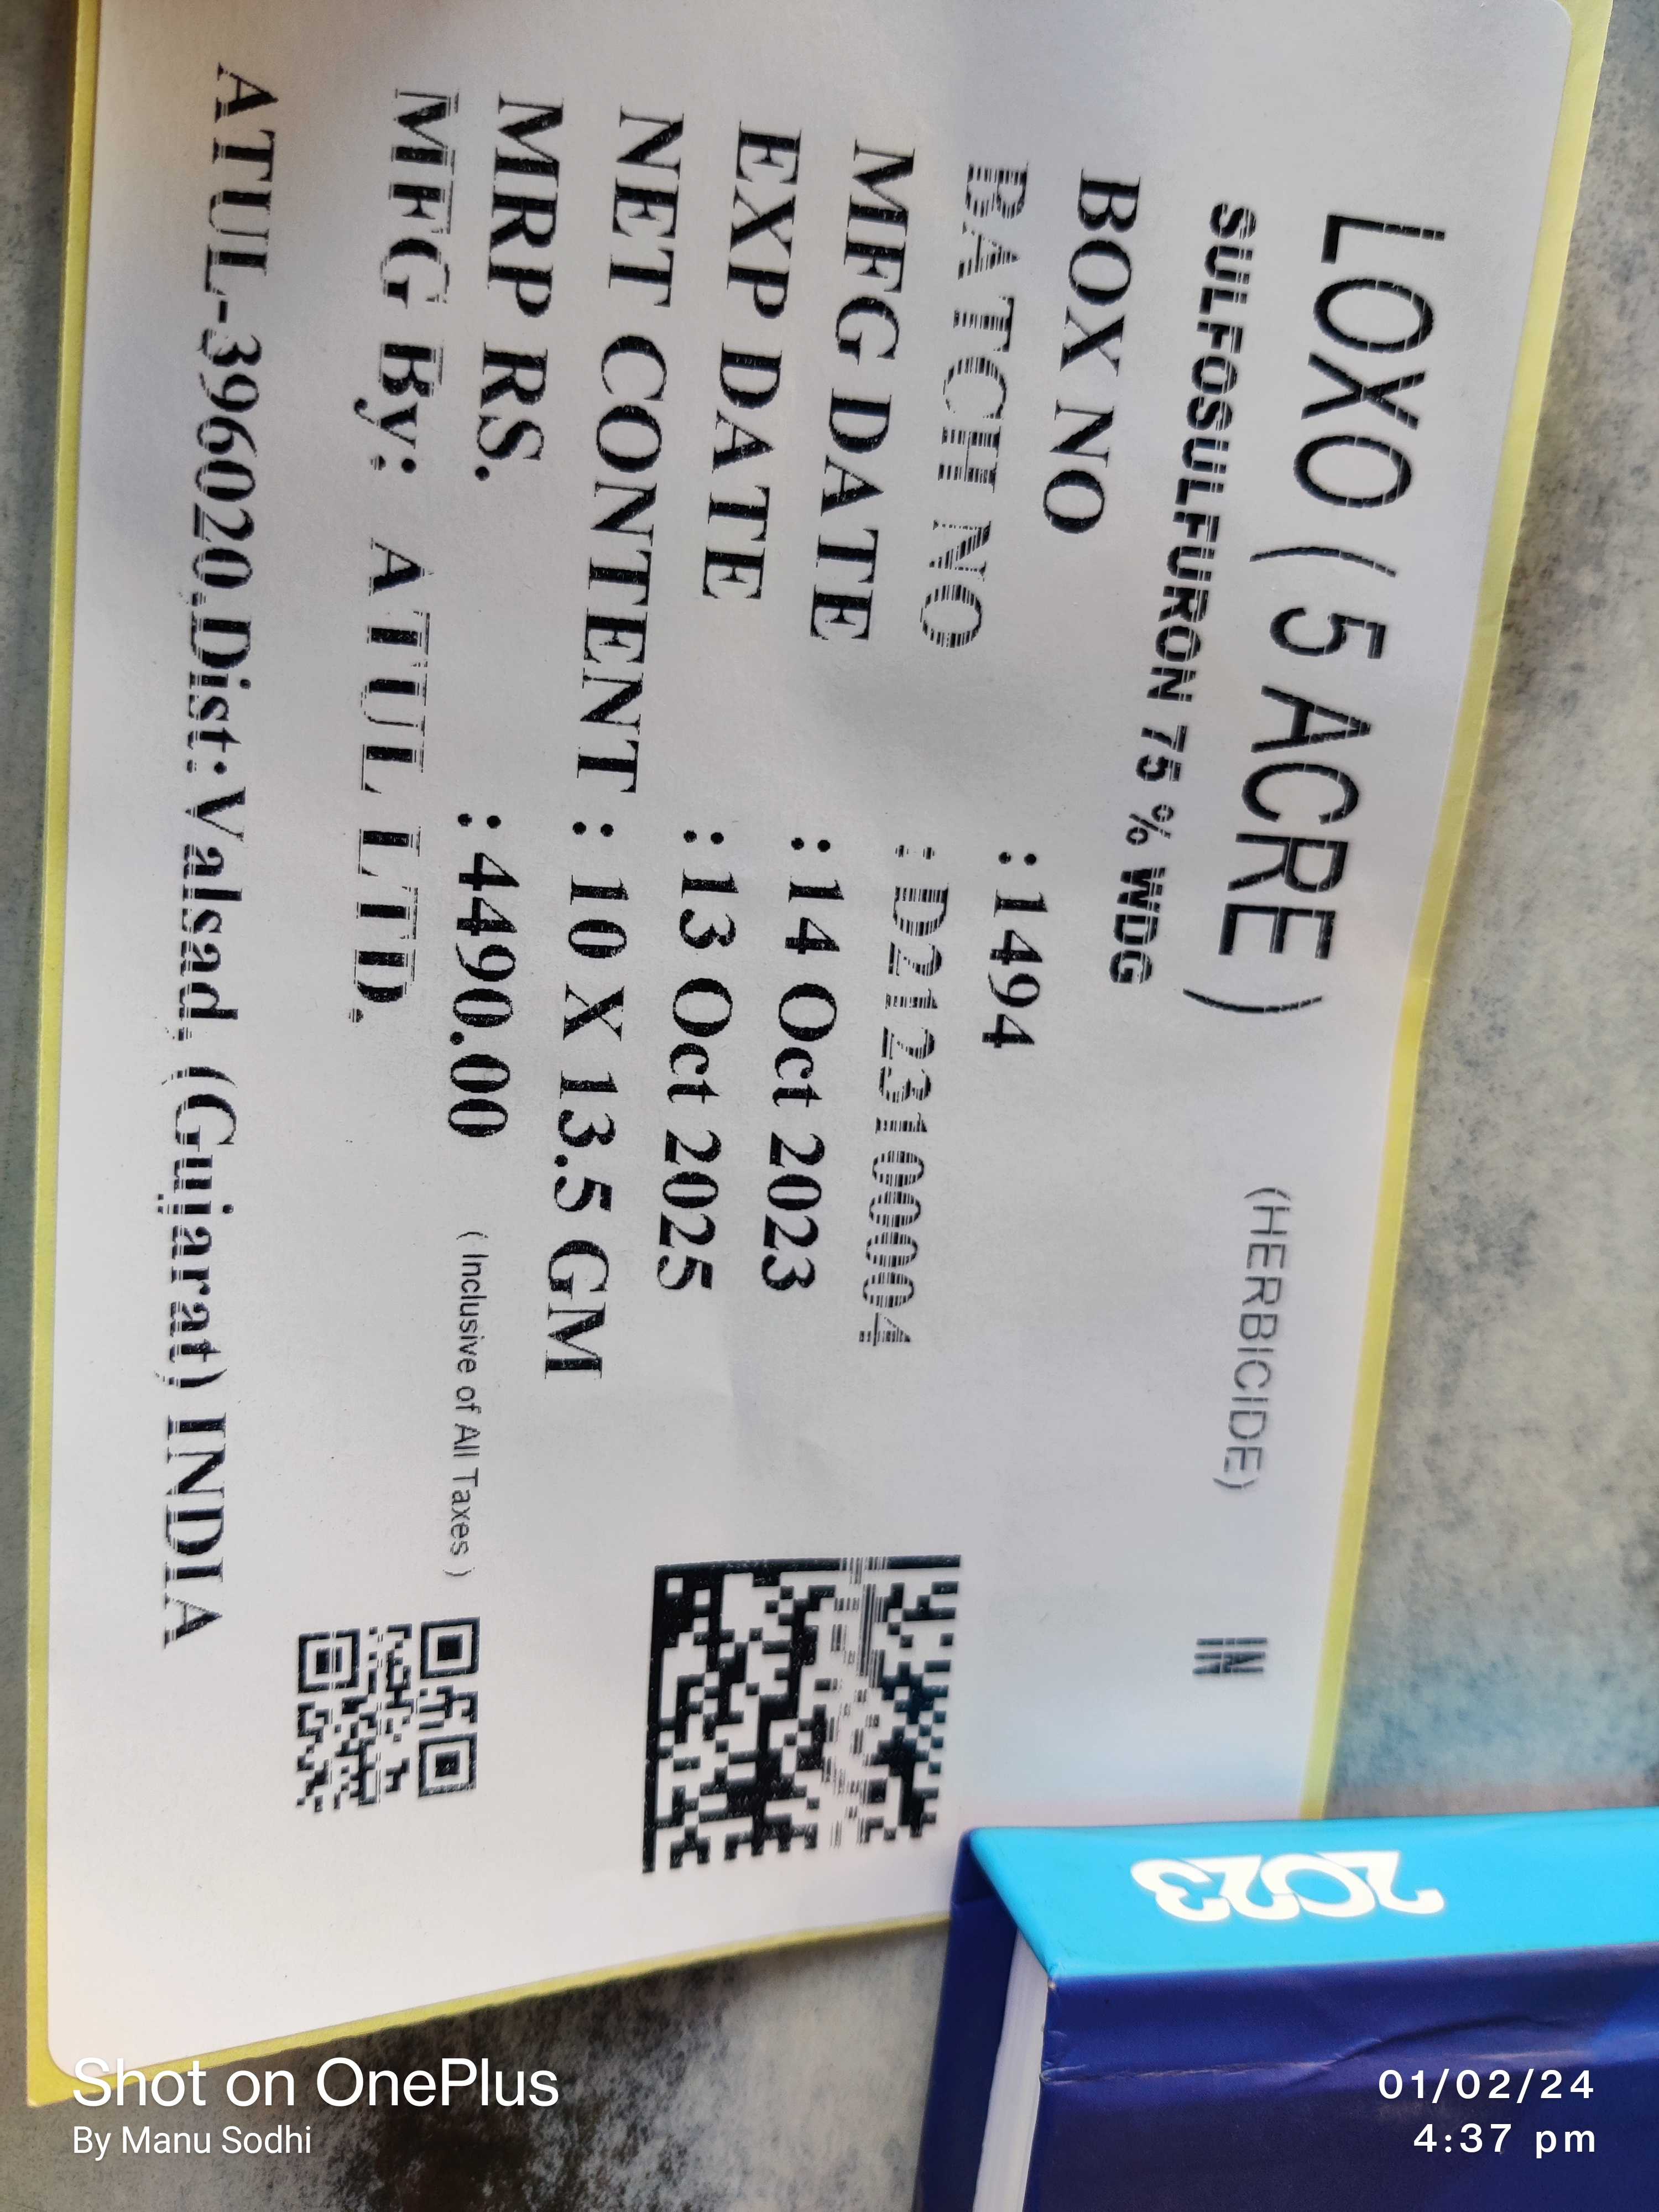 LOXO ( 5 ACRE )
(HERBICIDE)
IN
SULFOSULFURON 75 % WDG
BOX NO : 1494
BATCH NO : D2123100004
MFG DATE : 14 Oct 2023
EXP DATE : 13 Oct 2025
NET CONTENT : 10 X 13.5 GM
MRP RS. : 4490.00 ( Inclusive of All Taxes )
MFG By: ATUL LTD.
ATUL-396020.Dist:Valsad. (Gujarat) INDIA
2023
Shot on OnePlus
By Manu Sodhi
01/02/24
4:37 pm